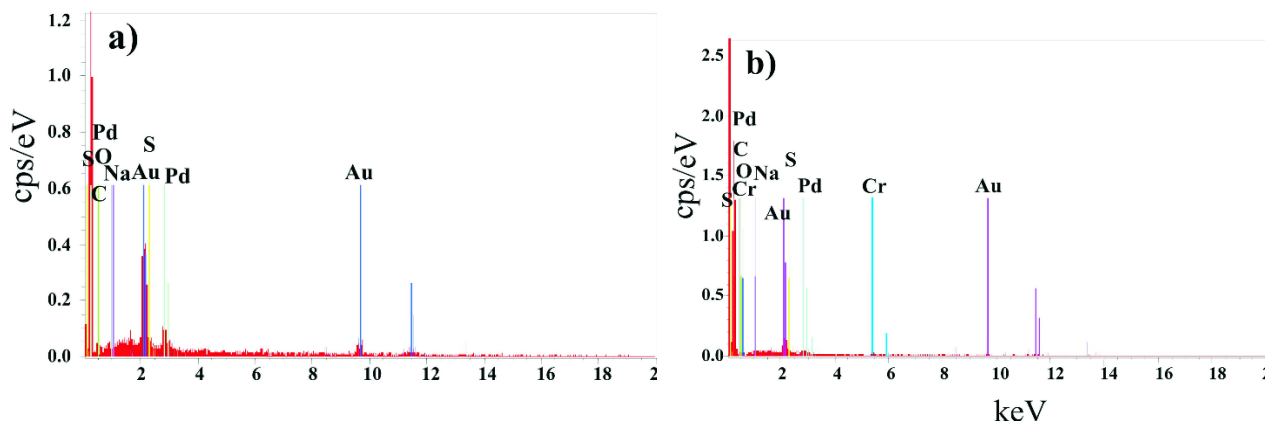 a)
cps/eV
1.2
1.0
0.8
0.6
0.4
0.2
0.0
Pd
S
S O
Na Au Pd Au
C
2 4 6 8 10 12 14 16 18 2
b)
cps/eV
2.5
2.0
1.5
1.0
0.5
0.0
Pd
C
S
O Na
Cr Pd Cr Au
S
Au
2 4 6 8 10 12 14 16 18 2
keV